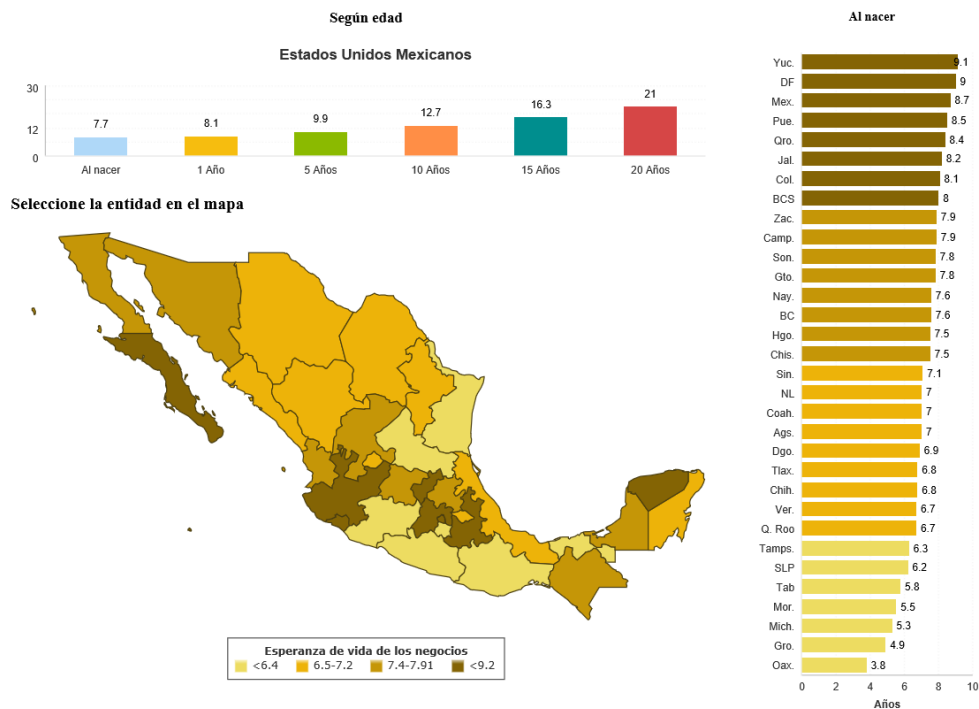 Según edad
Estados Unidos Mexicanos
30
12
0
7.7
8.1
9.9
12.7
16.3
21
Al nacer
1 Año
5 Años
10 Años
15 Años
20 Años
Seleccione la entidad en el mapa
Esperanza de vida de los negocios
<6.4 6.5-7.2 7.4-7.91 <9.2
Al nacer
Yuc. 9.1
DF 9
Mex. 8.7
Pue. 8.5
Qro. 8.4
Jal. 8.2
Col. 8.1
BCS 8
Zac. 7.9
Camp. 7.9
Son. 7.8
Gto. 7.8
Nay. 7.6
BC 7.6
Hgo. 7.5
Chis. 7.5
Sin. 7.1
NL 7
Coah. 7
Ags. 7
Dgo. 6.9
Tlax. 6.8
Chih. 6.8
Ver. 6.7
Q. Roo 6.7
Tamps. 6.3
SLP 6.2
Tab 5.8
Mor. 5.5
Mich. 5.3
Gro. 4.9
Oax. 3.8
0 2 4 6 8 10
Años